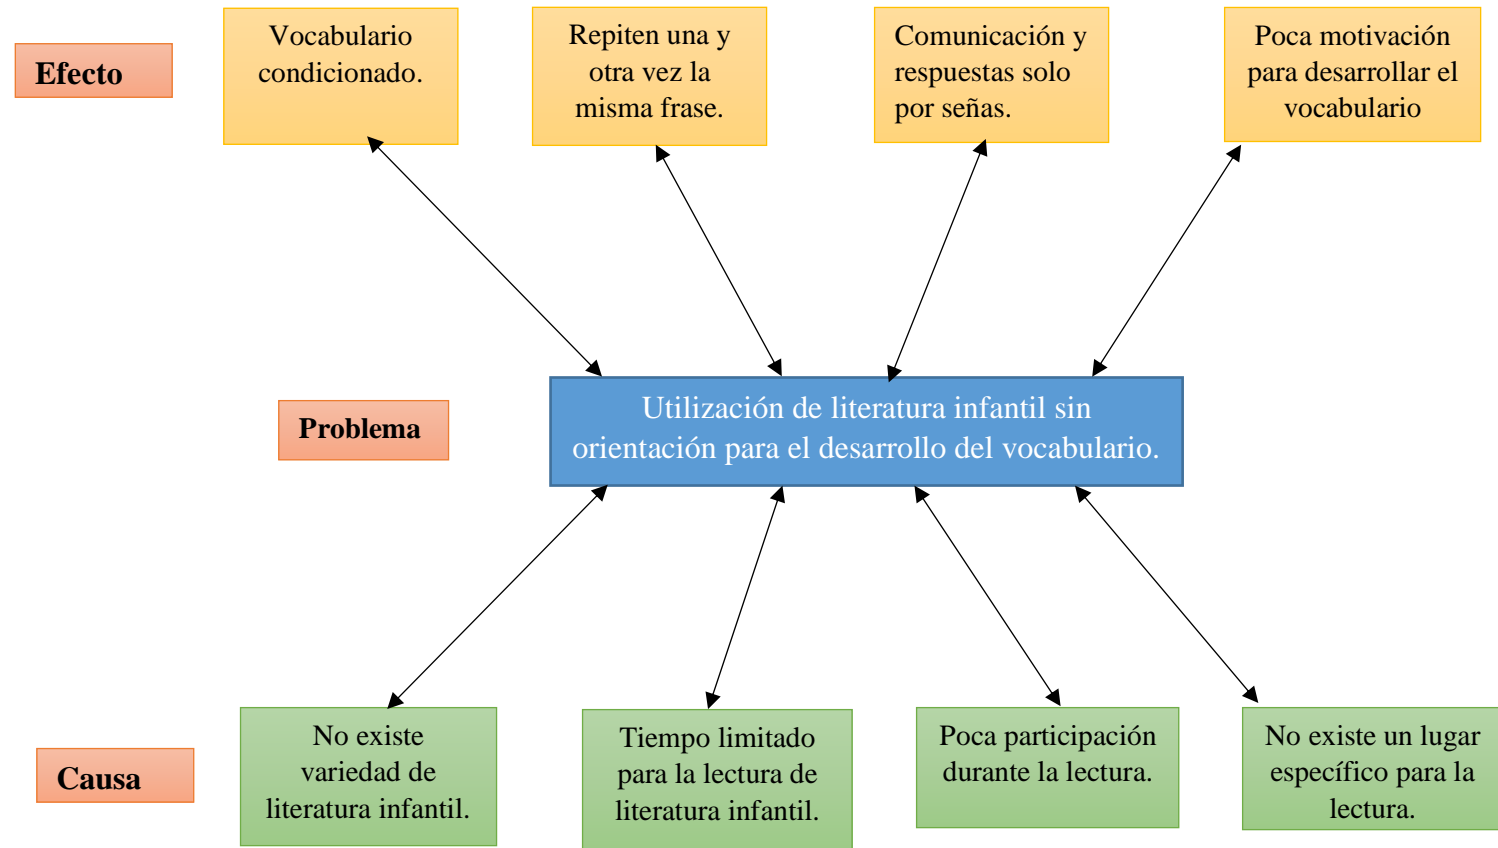 Efecto
Vocabulario
condicionado.
Repiten una y
otra vez la
misma frase.
Comunicación y
respuestas solo
por señas.
Poca motivación
para desarrollar el
vocabulario
Problema
Utilización de literatura infantil sin
orientación para el desarrollo del vocabulario.
Causa
No existe
variedad de
literatura infantil.
Tiempo limitado
para la lectura de
literatura infantil.
Poca participación
durante la lectura.
No existe un lugar
específico para la
lectura.